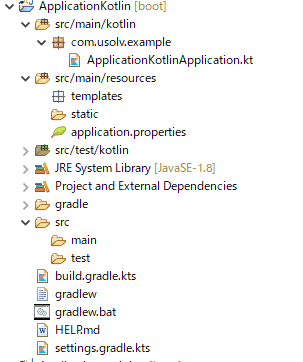 ApplicationKotlin [boot]
src/main/kotlin
com.usolv.example
ApplicationKotlinApplication.kt
src/main/resources
templates
static
application.properties
src/test/kotlin
JRE System Library [JavaSE-1.8]
Project and External Dependencies
gradle
src
main
test
build.gradle.kts
gradlew
gradlew.bat
HELP.md
settings.gradle.kts